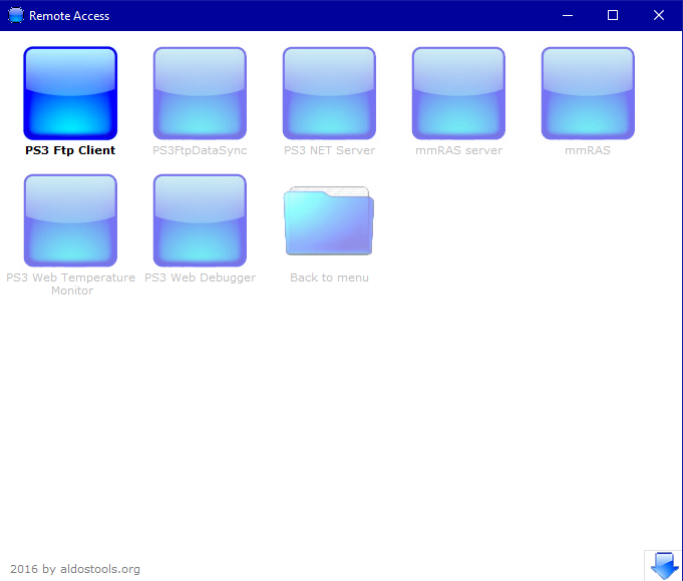 Remote Access
PS3 Ftp Client
PS3FtpDataSync
PS3 NET Server
mmRAS server
mmRAS
PS3 Web Temperature
Monitor
PS3 Web Debugger
Back to menu
2016 by aldostools.org